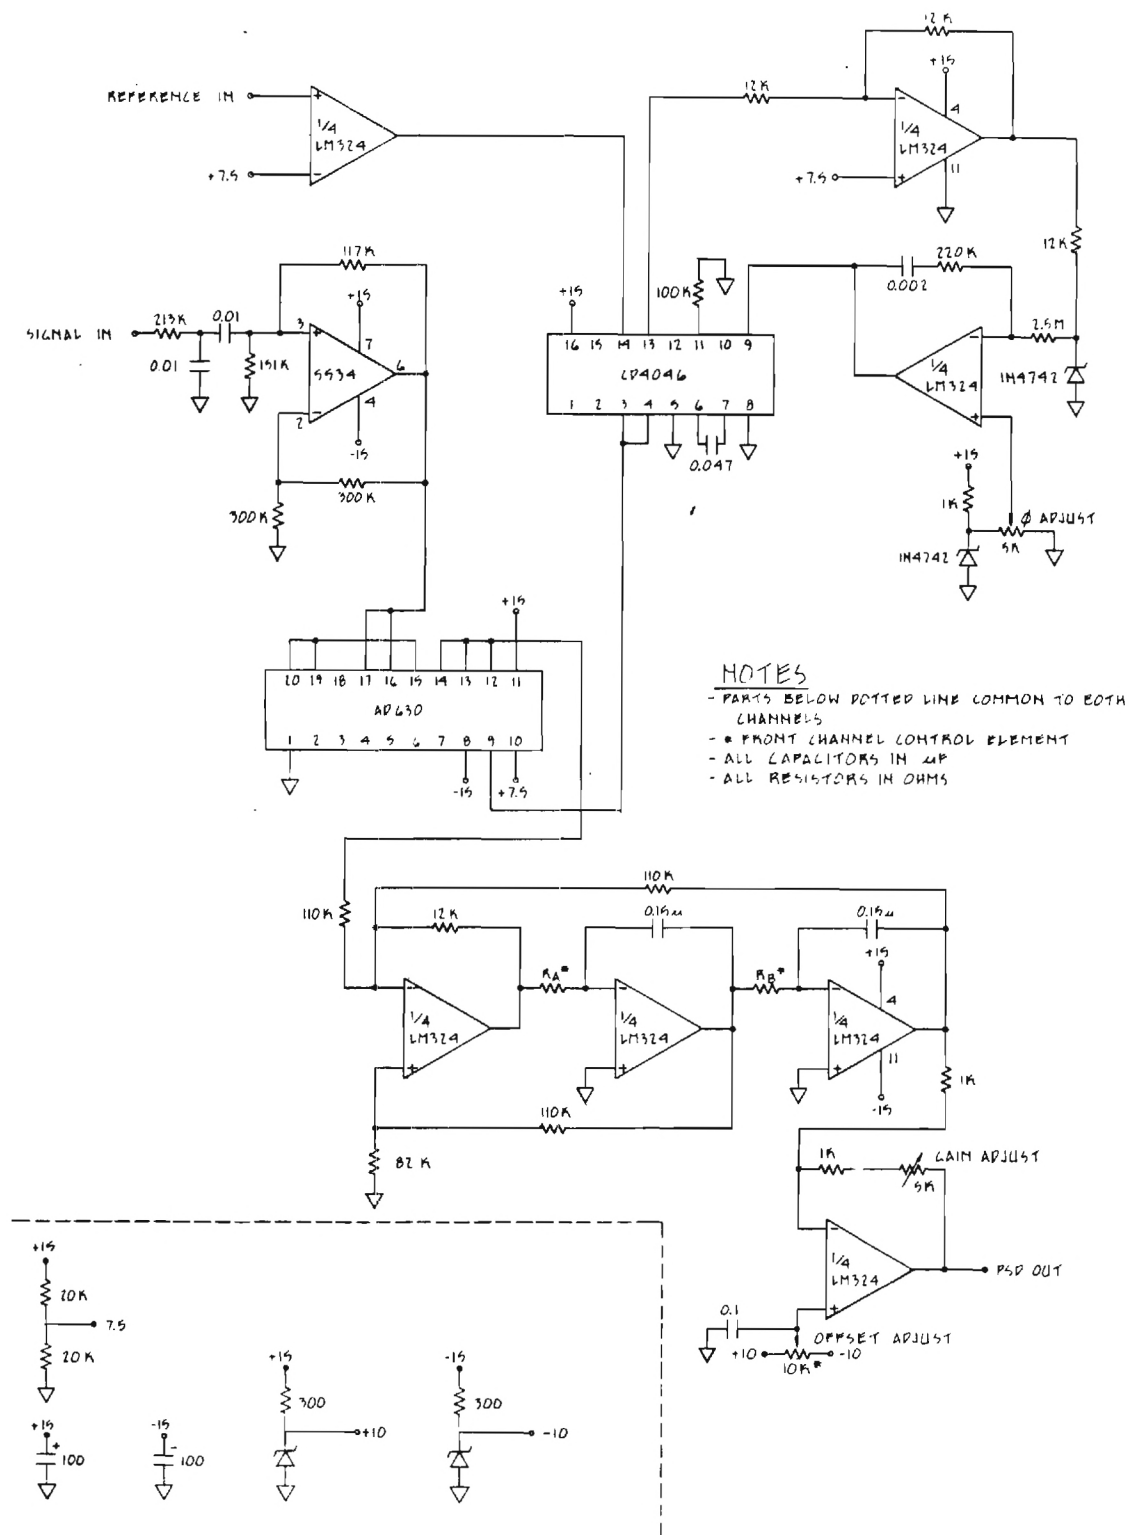 12K
+15
12K
REFERENCE IN
+
1/4
LM324
-
+7.5
-
4
1/4
LM324
11
+
+7.5
12K
117K
+15
SIGNAL IN
213K
0.01
3
+
7
0.01
151K
5534
6
4
2
-
-15
300K
300K
+15
100K
220K
0.002
16 15 14 13 12 11 10 9
CD4046
1 2 3 4 5 6 7 8
0.047
-
2.5M
1/4
LM324
+
1N4742
+15
1K
Ø ADJUST
5K
1N4742
+15
20 19 18 17 16 15 14 13 12 11
AD630
1 2 3 4 5 6 7 8 9 10
-15
+7.5
NOTES
- PARTS BELOW DOTTED LINE COMMON TO BOTH
CHANNELS
- * FRONT CHANNEL CONTROL ELEMENT
- ALL CAPACITORS IN µF
- ALL RESISTORS IN OHMS
110K
110K
12K
0.15µ
0.15µ
+15
RA*
RB*
-
1/4
LM324
+
-
1/4
LM324
+
-
4
1/4
LM324
11
+
-15
1K
110K
82K
1K
GAIN ADJUST
5K
-
1/4
LM324
+
PSD OUT
0.1
OFFSET ADJUST
+10
-10
10K*
+15
20K
7.5
20K
+15
300
+10
-15
300
-10
+15
+
100
-15
-
100